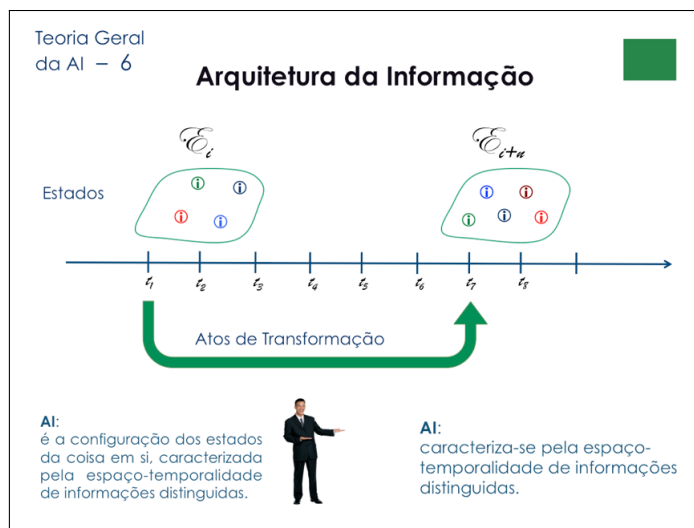 Teoria Geral
da AI – 6
Arquitetura da Informação
ℰi
ℰi+n
Estados
i i i i
i i i i i
t1 t2 t3 t4 t5 t6 t7 t8
Atos de Transformação
AI:
é a configuração dos estados
da coisa em si, caracterizada
pela espaço-temporalidade
de informações distinguidas.
AI:
caracteriza-se pela espaço-
temporalidade de informações
distinguidas.